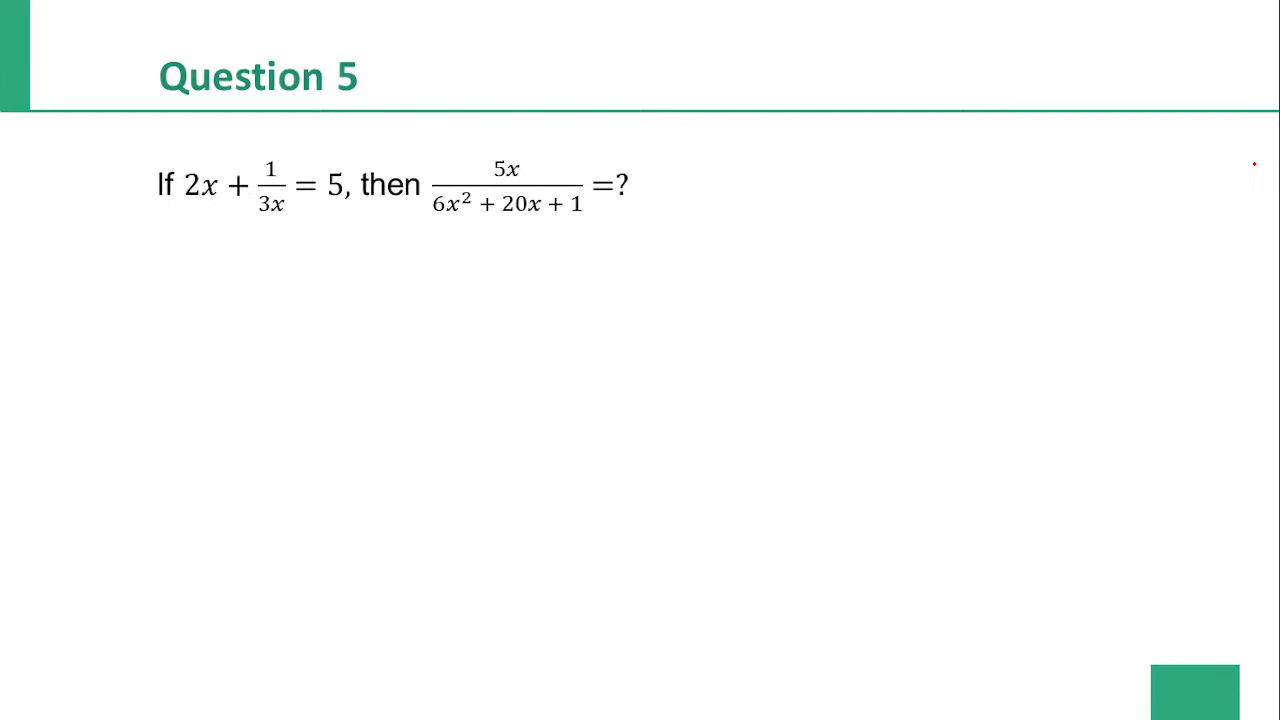 Question 5
If 2x + 1/3x = 5, then 5x/6x² + 20x + 1 =?